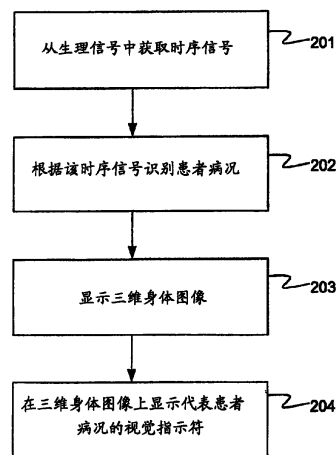 从生理信号中获取时序信号
201
根据该时序信号识别患者病况
202
显示三维身体图像
203
在三维身体图像上显示代表患者
病况的视觉指示符
204